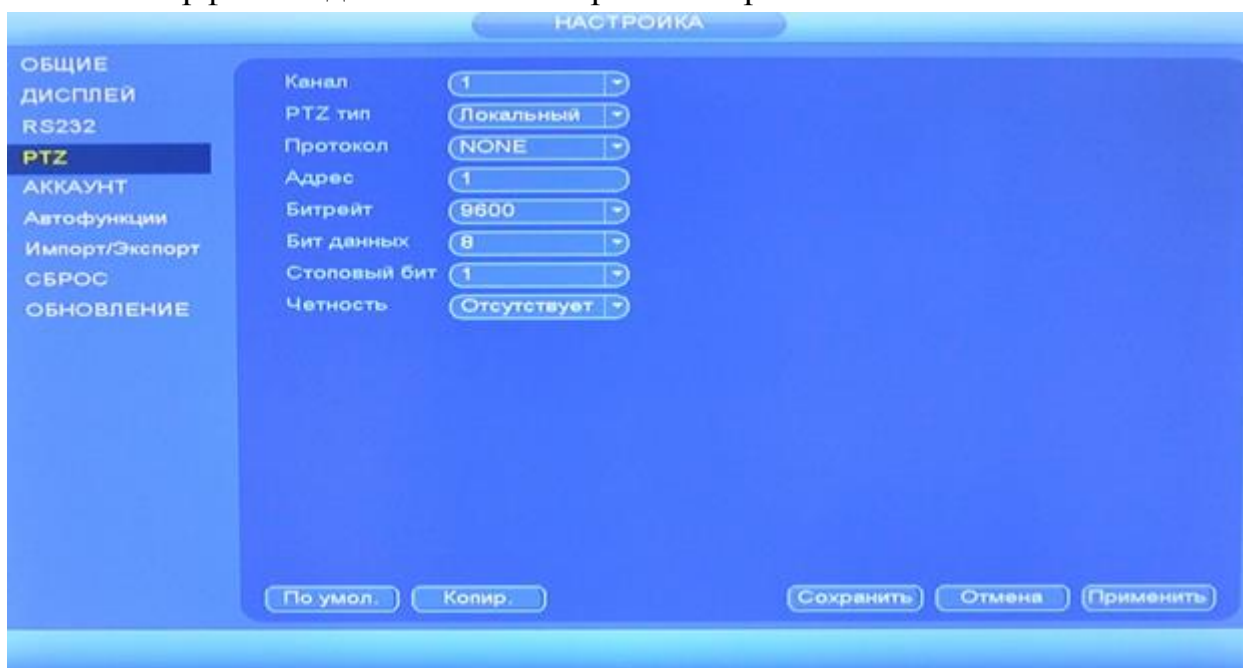 НАСТРОЙКА
ОБЩИЕ
ДИСПЛЕЙ
RS232
PTZ
АККАУНТ
Автофункции
Импорт/Экспорт
СБРОС
ОБНОВЛЕНИЕ
Канал 1
PTZ тип Локальный
Протокол NONE
Адрес 1
Битрейт 9600
Бит данных 8
Стоповый бит 1
Четность Отсутствует
По умол. Копир. Сохранить Отмена Применить